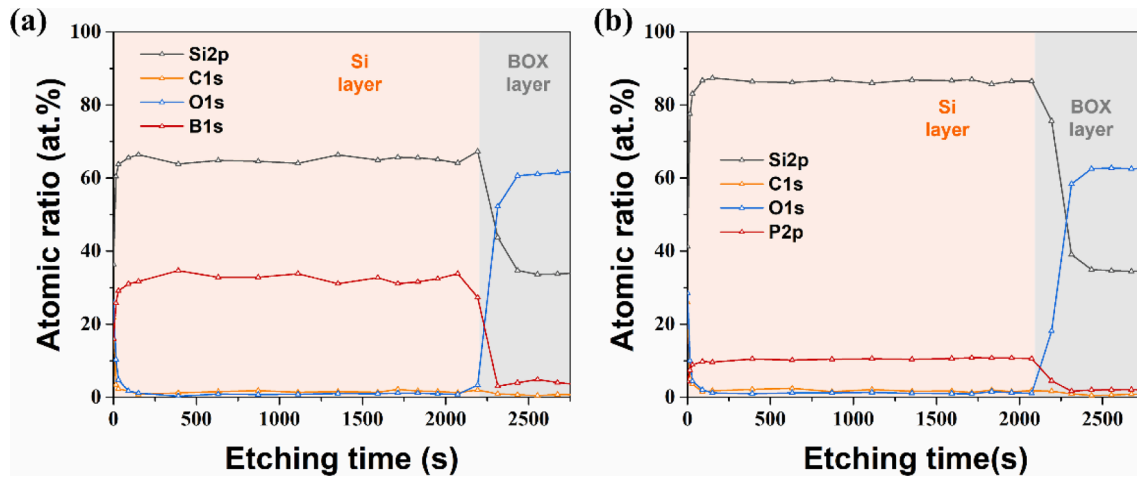 (a)
Atomic ratio (at.%)
100
80
60
40
20
0
Si2p
C1s
O1s
B1s
Si
layer
BOX
layer
0
500
1000
1500
2000
2500
Etching time (s)
(b)
Atomic ratio (at.%)
100
80
60
40
20
0
Si2p
C1s
O1s
P2p
Si
layer
BOX
layer
0
500
1000
1500
2000
2500
Etching time(s)